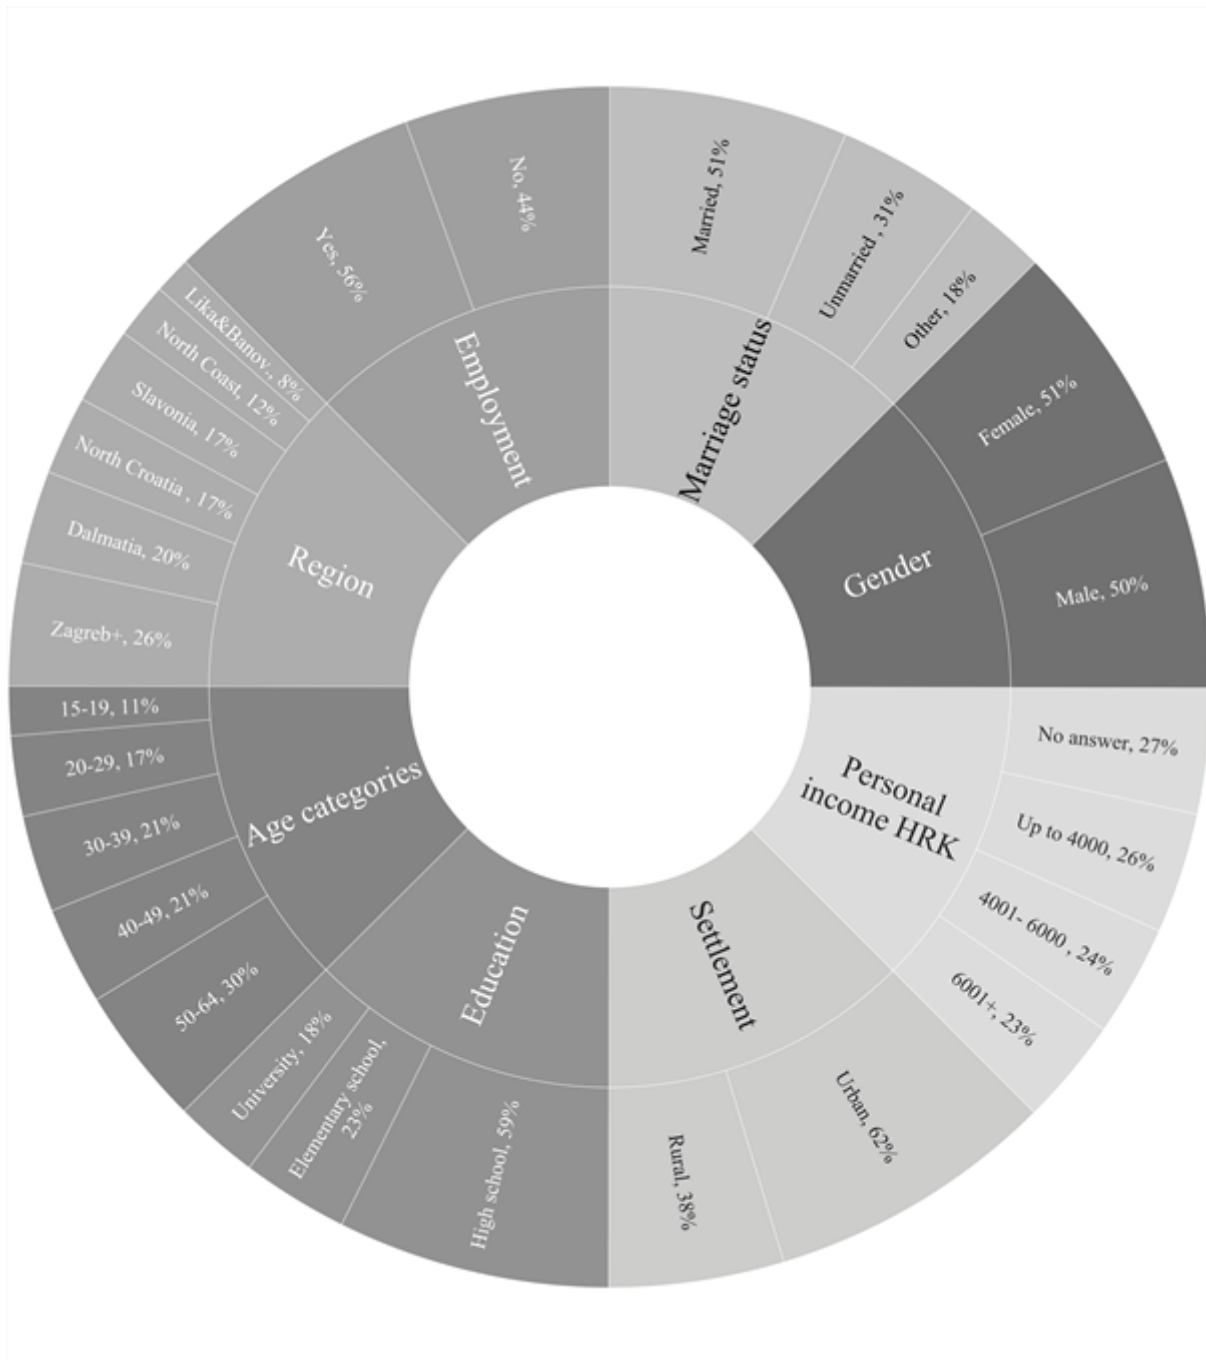 Marriage status
Married, 51%
Unmarried , 31%
Other, 18%
Gender
Female, 51%
Male, 50%
Personal
income HRK
No answer, 27%
Up to 4000, 26%
4001- 6000 , 24%
6001+, 23%
Settlement
Urban, 62%
Rural, 38%
Education
High school, 59%
Elementary school,
23%
University, 18%
Age categories
50-64, 30%
40-49, 21%
30-39, 21%
20-29, 17%
15-19, 11%
Region
Zagreb+, 26%
Dalmatia, 20%
North Croatia , 17%
Slavonia, 17%
North Coast, 12%
Lika&Banov., 8%
Employment
Yes, 56%
No, 44%